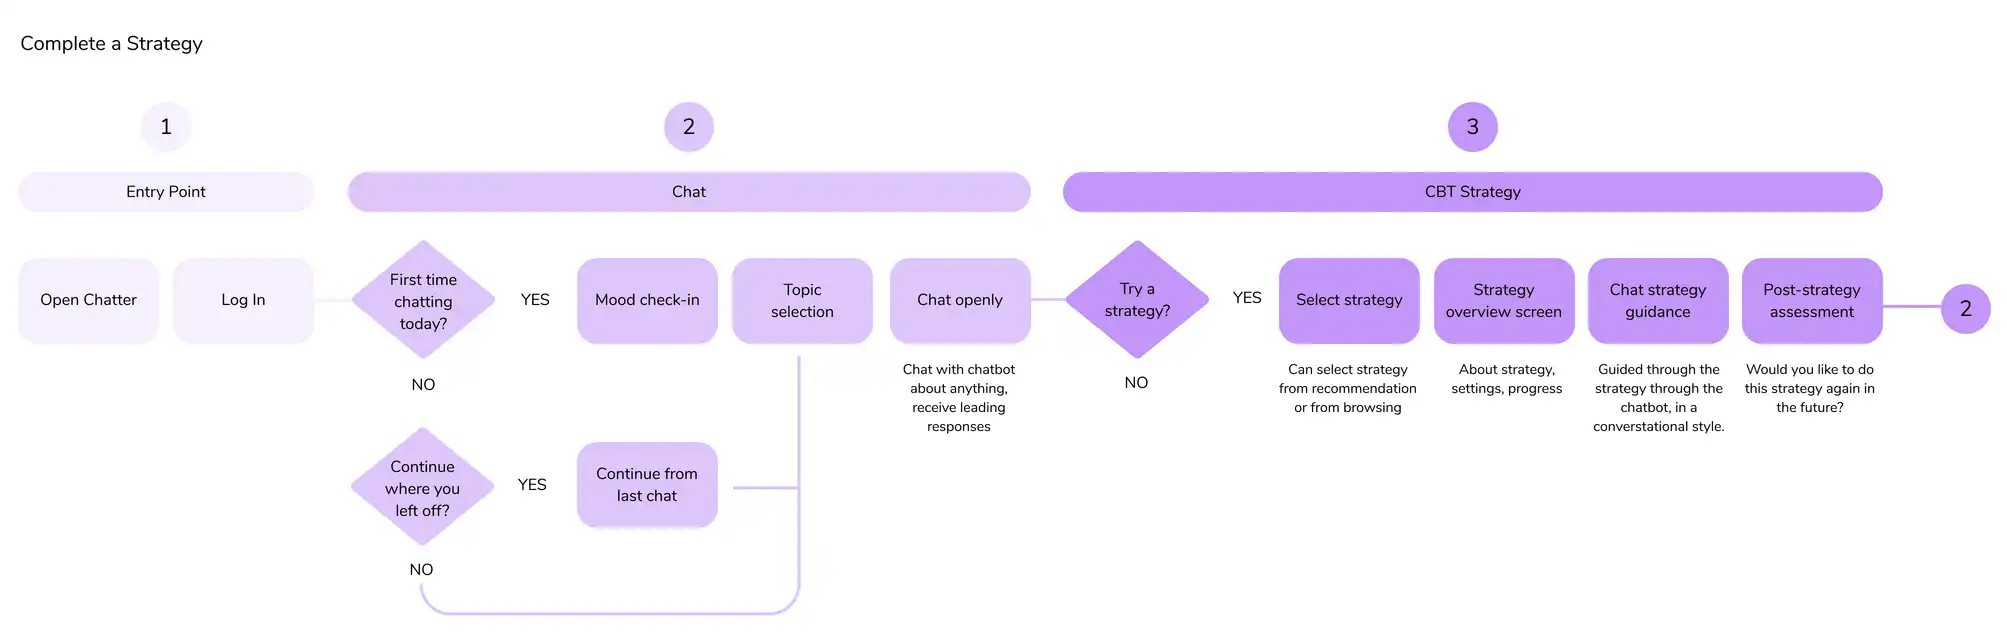 Complete a Strategy
1
2
3
Entry Point
Chat
CBT Strategy
Open Chatter
Log In
First time
chatting
today?
YES
NO
Mood check-in
Topic
selection
Chat openly
Chat with chatbot
about anything,
receive leading
responses
Continue
where you
left off?
YES
NO
Continue from
last chat
Try a
strategy?
YES
NO
Select strategy
Can select strategy
from recommendation
or from browsing
Strategy
overview screen
About strategy,
settings, progress
Chat strategy
guidance
Guided through the
strategy through the
chatbot, in a
converstational style.
Post-strategy
assessment
Would you like to do
this strategy again in
the future?
2